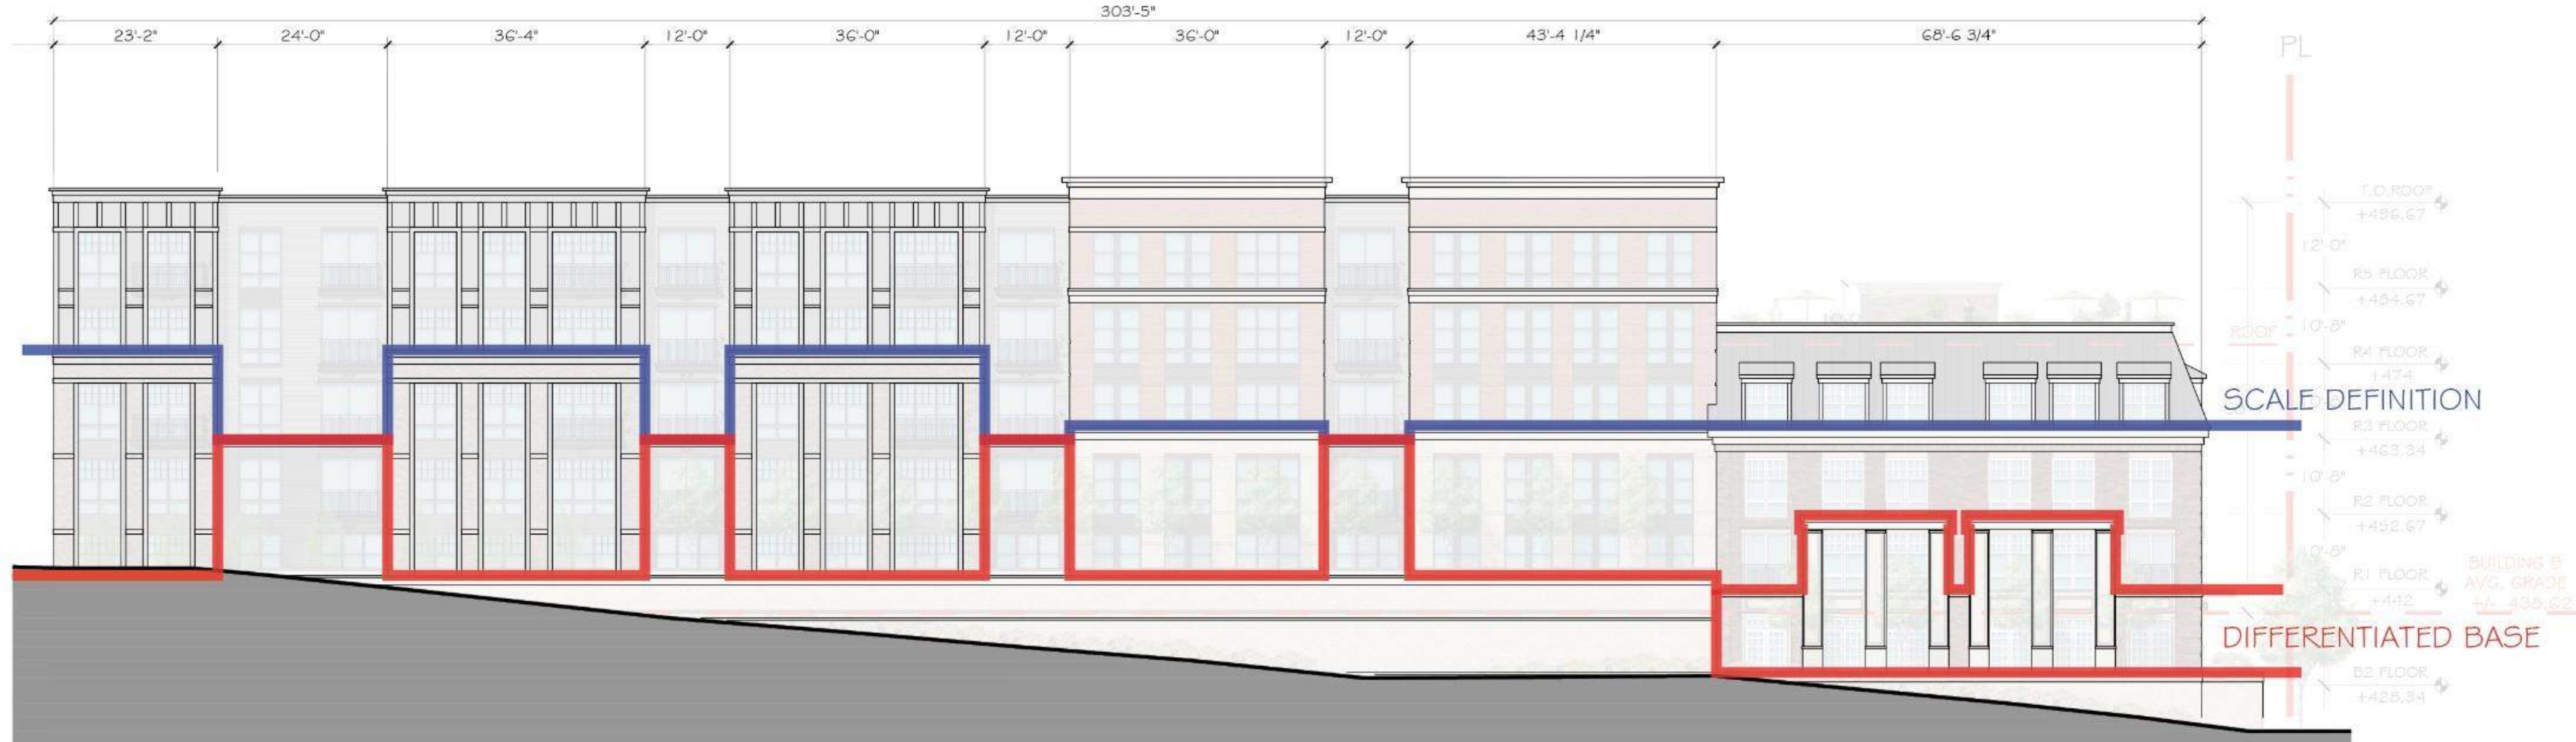 303'-5"
23'-2" 24'-0" 36'-4" 12'-0" 36'-0" 12'-0" 36'-0" 12'-0" 43'-4 1/4" 68'-6 3/4"
PL
T.O.ROOF
+496.67
12'-0"
R5 FLOOR
+484.67
ROOF
10'-8"
R4 FLOOR
+474
SCALE DEFINITION
R3 FLOOR
+463.34
10'-8"
R2 FLOOR
+452.67
10'-8"
R1 FLOOR
+442
BUILDING B
AVG. GRADE
+/- 438.62
DIFFERENTIATED BASE
B2 FLOOR
+428.34